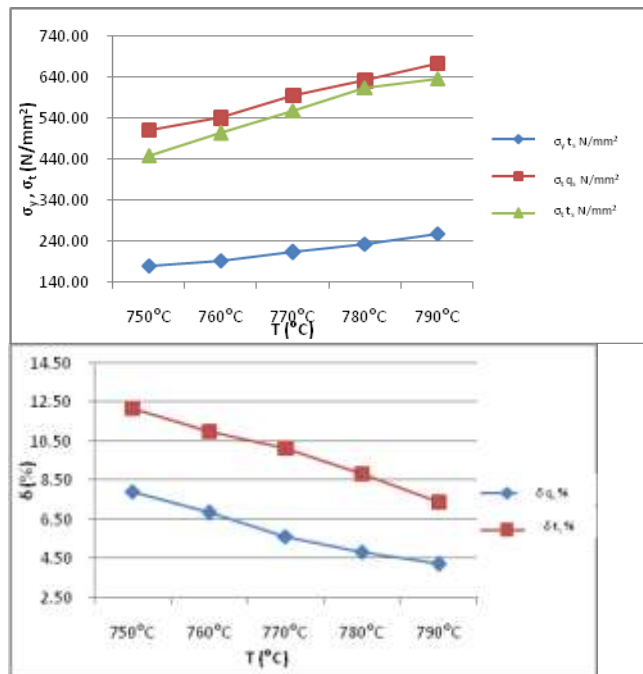 740.00
640.00
540.00
440.00
340.00
240.00
140.00
σy, σt (N/mm²)
750°C 760°C 770°C 780°C 790°C
T (°C)
σy t, N/mm²
σt q, N/mm²
σt t, N/mm²
14.50
12.50
10.50
8.50
6.50
4.50
2.50
δ (%)
750°C 760°C 770°C 780°C 790°C
T (°C)
δ q, %
δ t, %